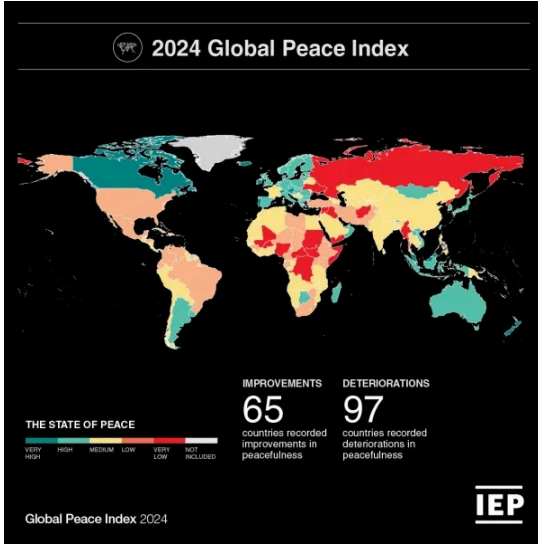 2024 Global Peace Index
IMPROVEMENTS
65
countries recorded
improvements in
peacefulness
DETERIORATIONS
97
countries recorded
deteriorations in
peacefulness
THE STATE OF PEACE
VERY
HIGH
HIGH
MEDIUM
LOW
VERY
LOW
NOT
INCLUDED
Global Peace Index 2024
IEP